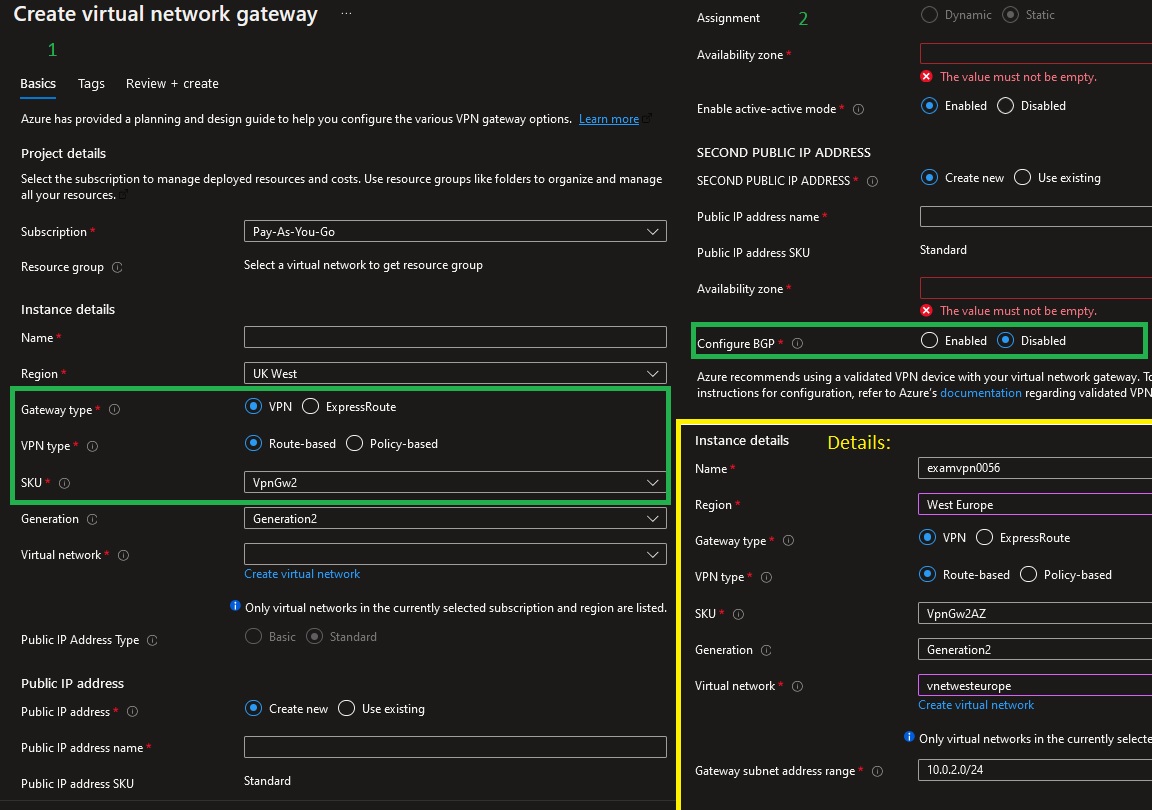 Create virtual network gateway ...
1
Basics Tags Review + create
Azure has provided a planning and design guide to help you configure the various VPN gateway options. Learn more
Project details
Select the subscription to manage deployed resources and costs. Use resource groups like folders to organize and manage
all your resources.
Subscription * Pay-As-You-Go
Resource group Select a virtual network to get resource group
Instance details
Name *
Region * UK West
Gateway type * VPN ExpressRoute
VPN type * Route-based Policy-based
SKU * VpnGw2
Generation Generation2
Virtual network *
Create virtual network
Only virtual networks in the currently selected subscription and region are listed.
Public IP Address Type Basic Standard
Public IP address
Public IP address * Create new Use existing
Public IP address name *
Public IP address SKU Standard
Assignment 2 Dynamic Static
Availability zone *
The value must not be empty.
Enable active-active mode * Enabled Disabled
SECOND PUBLIC IP ADDRESS
SECOND PUBLIC IP ADDRESS * Create new Use existing
Public IP address name *
Public IP address SKU Standard
Availability zone *
The value must not be empty.
Configure BGP * Enabled Disabled
Azure recommends using a validated VPN device with your virtual network gateway. To
instructions for configuration, refer to Azure's documentation regarding validated VPN
Instance details Details:
Name * examvpn0056
Region * West Europe
Gateway type * VPN ExpressRoute
VPN type * Route-based Policy-based
SKU * VpnGw2AZ
Generation Generation2
Virtual network * vnetwesteurope
Create virtual network
Only virtual networks in the currently selecte
Gateway subnet address range * 10.0.2.0/24